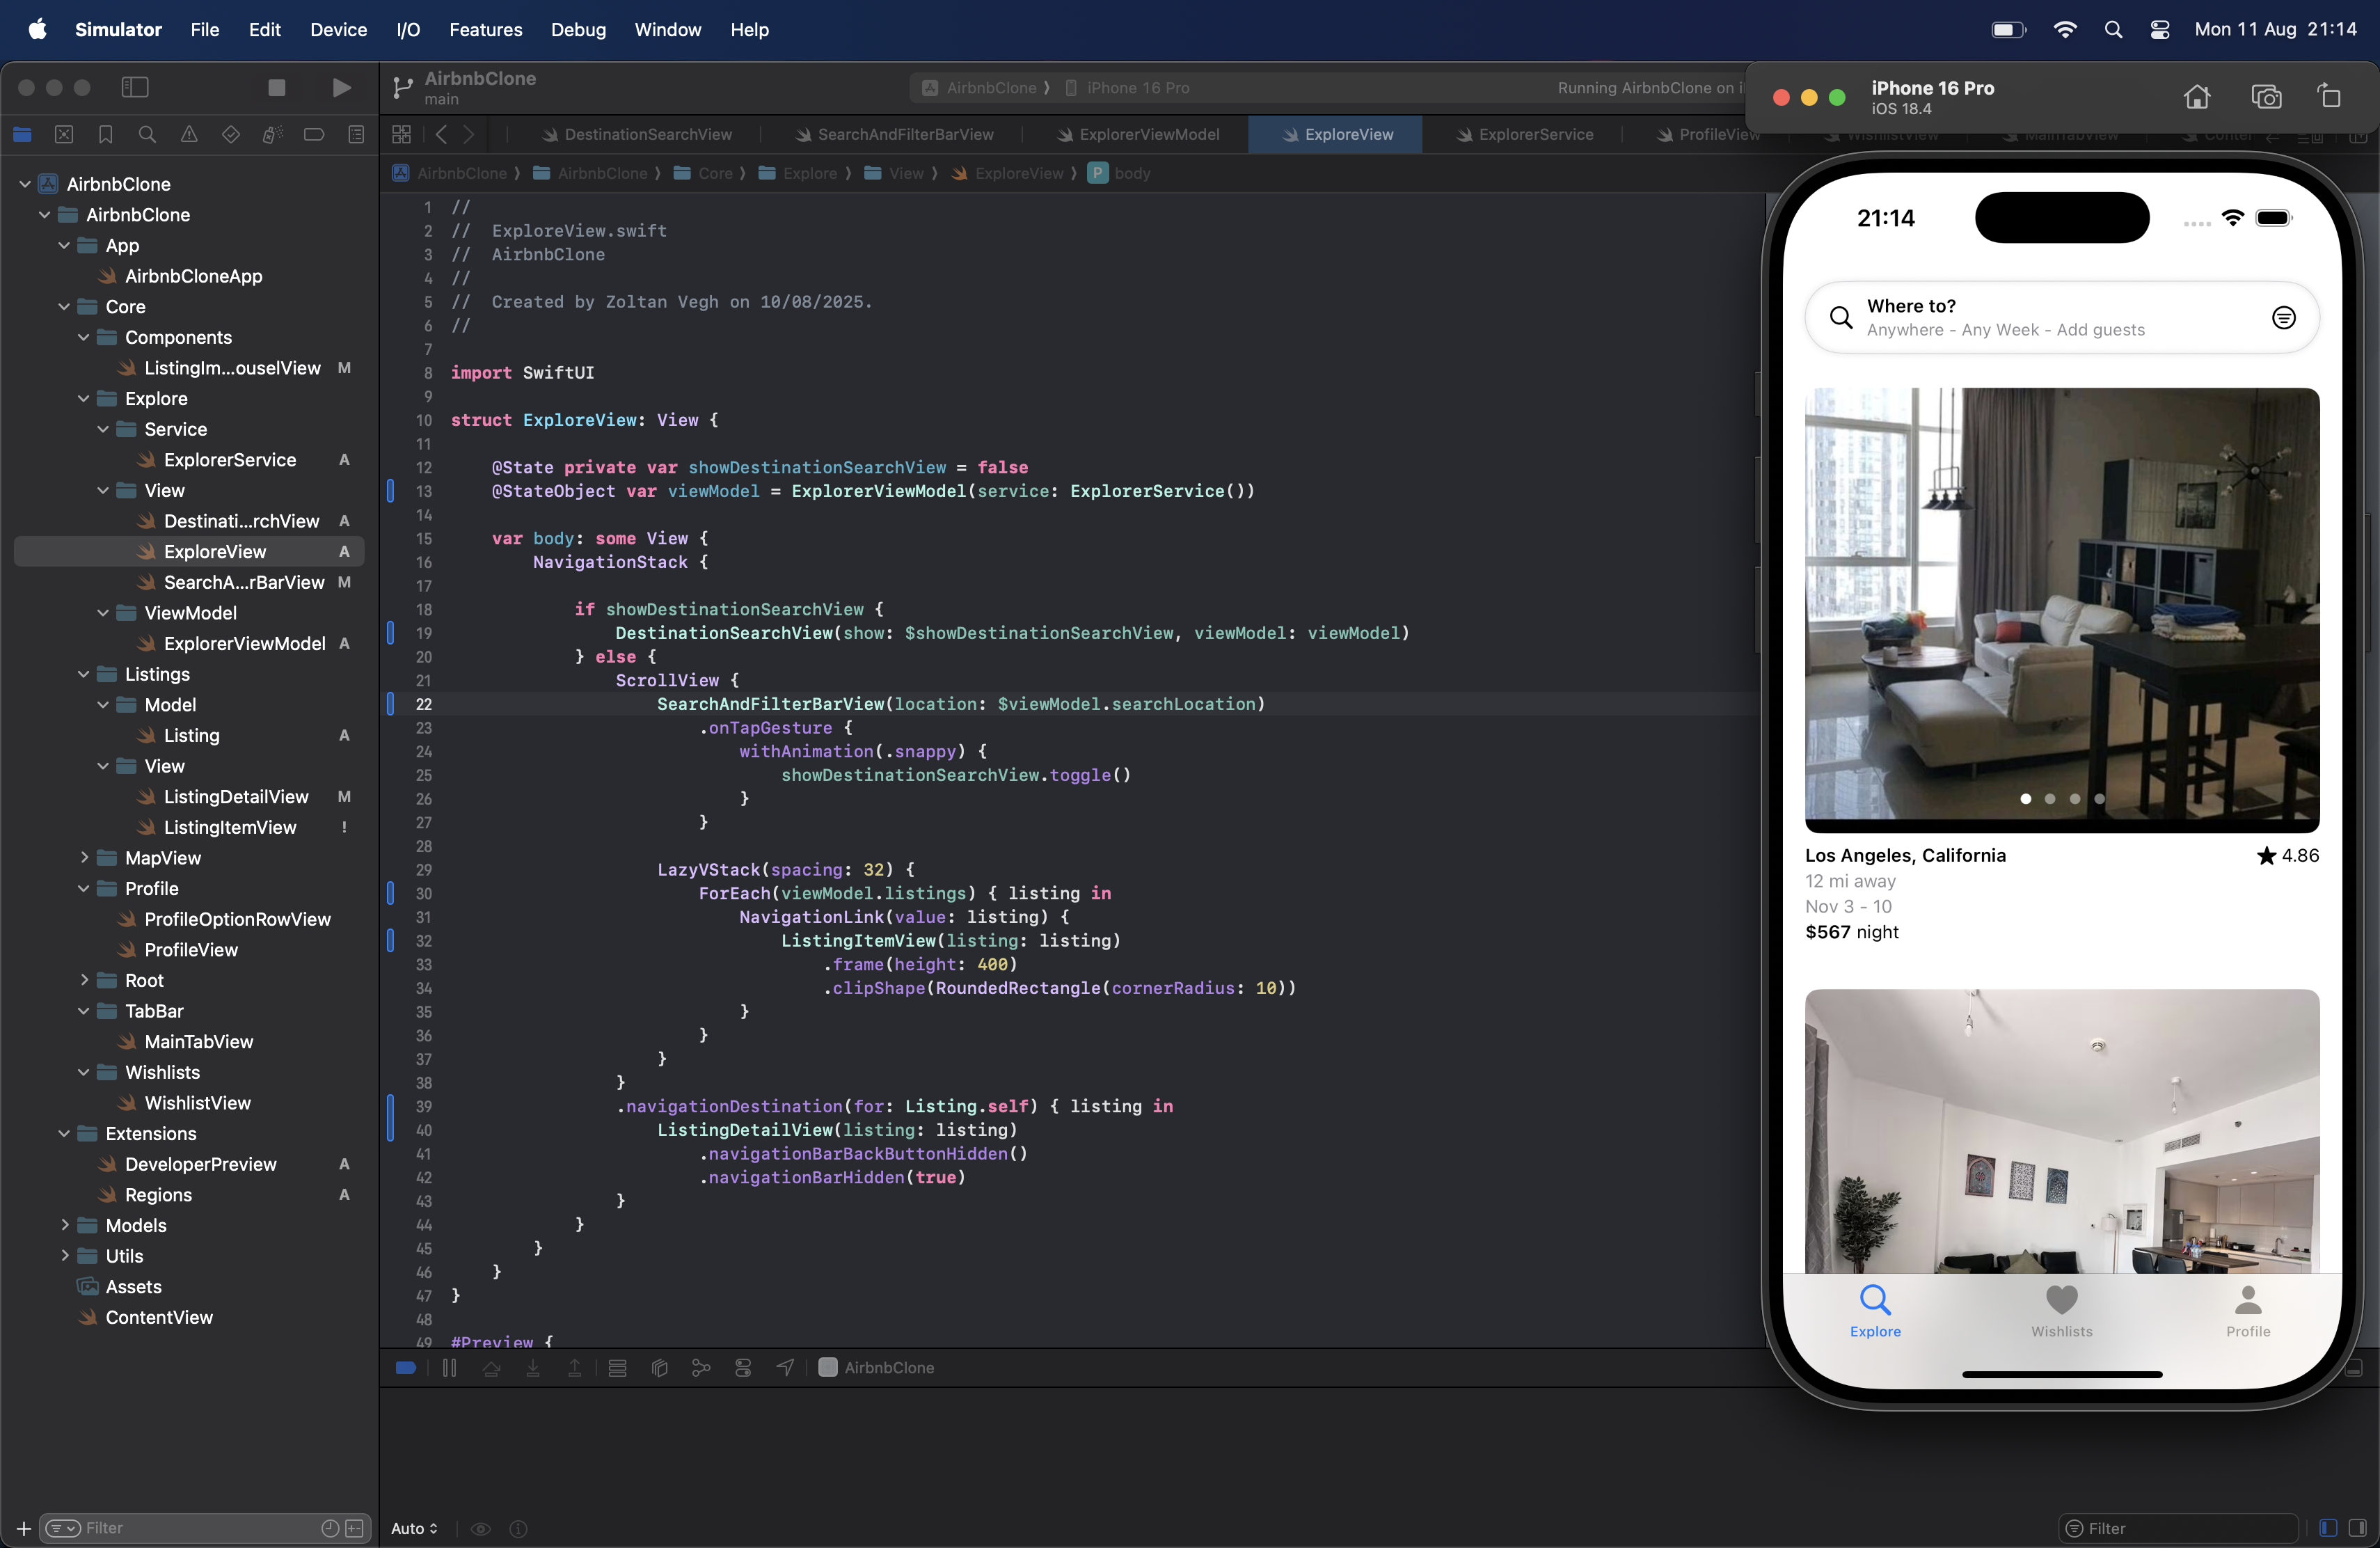 Simulator File Edit Device I/O Features Debug Window Help
Mon 11 Aug 21:14
AirbnbClone
main
AirbnbClone ⟩ iPhone 16 Pro
Running AirbnbClone on i
iPhone 16 Pro
iOS 18.4
DestinationSearchView
SearchAndFilterBarView
ExplorerViewModel
ExploreView
ExplorerService
ProfileView
WishlistView
MainTabView
AirbnbClone ⟩ AirbnbClone ⟩ Core ⟩ Explore ⟩ View ⟩ ExploreView ⟩ P body
AirbnbClone
AirbnbClone
App
AirbnbCloneApp
Core
Components
ListingIm...ouselView M
Explore
Service
ExplorerService A
View
Destinati...rchView A
ExploreView A
SearchA...rBarView M
ViewModel
ExplorerViewModel A
Listings
Model
Listing A
View
ListingDetailView M
ListingItemView !
MapView
Profile
ProfileOptionRowView
ProfileView
Root
TabBar
MainTabView
Wishlists
WishlistView
Extensions
DeveloperPreview A
Regions A
Models
Utils
Assets
ContentView
Filter
1 //
2 //  ExploreView.swift
3 //  AirbnbClone
4 //
5 //  Created by Zoltan Vegh on 10/08/2025.
6 //
7
8 import SwiftUI
9
10 struct ExploreView: View {
11
12     @State private var showDestinationSearchView = false
13     @StateObject var viewModel = ExplorerViewModel(service: ExplorerService())
14
15     var body: some View {
16         NavigationStack {
17
18             if showDestinationSearchView {
19                 DestinationSearchView(show: $showDestinationSearchView, viewModel: viewModel)
20             } else {
21                 ScrollView {
22                     SearchAndFilterBarView(location: $viewModel.searchLocation)
23                         .onTapGesture {
24                             withAnimation(.snappy) {
25                                 showDestinationSearchView.toggle()
26                             }
27                         }
28
29                     LazyVStack(spacing: 32) {
30                         ForEach(viewModel.listings) { listing in
31                             NavigationLink(value: listing) {
32                                 ListingItemView(listing: listing)
33                                     .frame(height: 400)
34                                     .clipShape(RoundedRectangle(cornerRadius: 10))
35                             }
36                         }
37                     }
38                 }
39                 .navigationDestination(for: Listing.self) { listing in
40                     ListingDetailView(listing: listing)
41                         .navigationBarBackButtonHidden()
42                         .navigationBarHidden(true)
43                 }
44             }
45         }
46     }
47 }
48
49 #Preview {
AirbnbClone
Auto
Filter
21:14
Where to?
Anywhere - Any Week - Add guests
Los Angeles, California ★ 4.86
12 mi away
Nov 3 - 10
$567 night
Explore
Wishlists
Profile